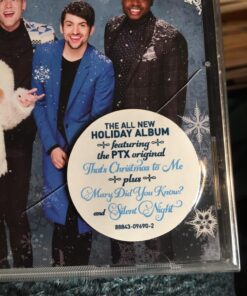 THE ALL NEW
HOLIDAY ALBUM
featuring
the PTX original
That's Christmas to Me
plus
Mary Did You Know?
and Silent Night
88843-09690-2